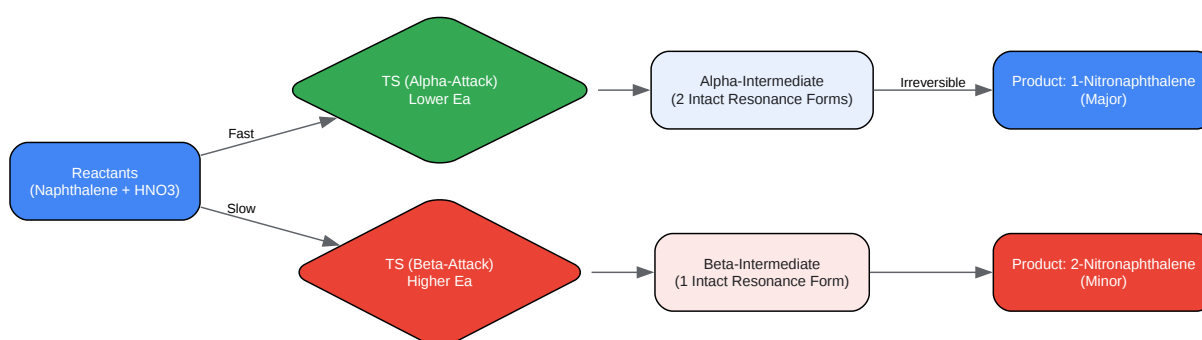 TS (Alpha-Attack)
Lower Ea
Alpha-Intermediate
(2 Intact Resonance Forms)
Irreversible
Product: 1-Nitronaphthalene
(Major)
Fast
Reactants
(Naphthalene + HNO3)
Slow
TS (Beta-Attack)
Higher Ea
Beta-Intermediate
(1 Intact Resonance Form)
Product: 2-Nitronaphthalene
(Minor)